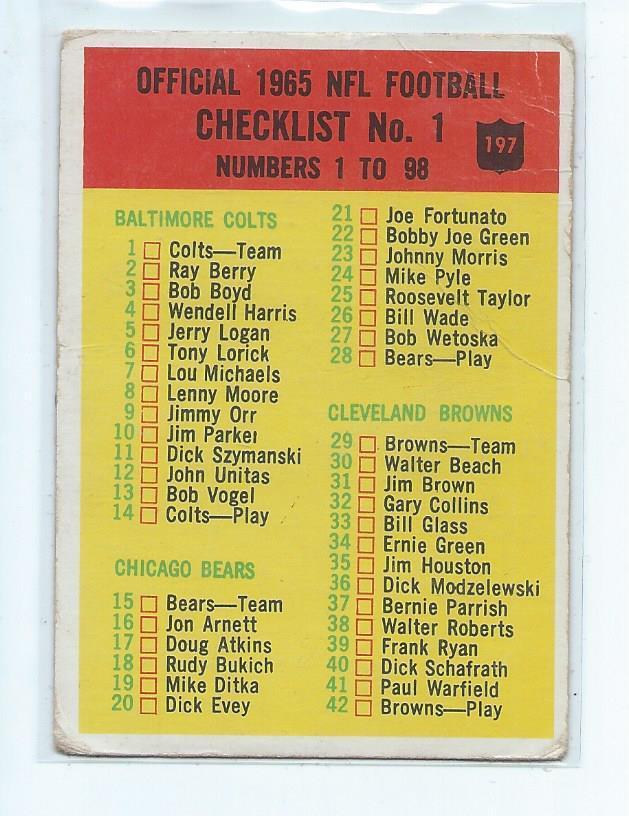 OFFICIAL 1965 NFL FOOTBALL
CHECKLIST No. 1
NUMBERS 1 TO 98
197
BALTIMORE COLTS
1 Colts—Team
2 Ray Berry
3 Bob Boyd
4 Wendell Harris
5 Jerry Logan
6 Tony Lorick
7 Lou Michaels
8 Lenny Moore
9 Jimmy Orr
10 Jim Parker
11 Dick Szymanski
12 John Unitas
13 Bob Vogel
14 Colts—Play
CHICAGO BEARS
15 Bears—Team
16 Jon Arnett
17 Doug Atkins
18 Rudy Bukich
19 Mike Ditka
20 Dick Evey
21 Joe Fortunato
22 Bobby Joe Green
23 Johnny Morris
24 Mike Pyle
25 Roosevelt Taylor
26 Bill Wade
27 Bob Wetoska
28 Bears—Play
CLEVELAND BROWNS
29 Browns—Team
30 Walter Beach
31 Jim Brown
32 Gary Collins
33 Bill Glass
34 Ernie Green
35 Jim Houston
36 Dick Modzelewski
37 Bernie Parrish
38 Walter Roberts
39 Frank Ryan
40 Dick Schafrath
41 Paul Warfield
42 Browns—Play